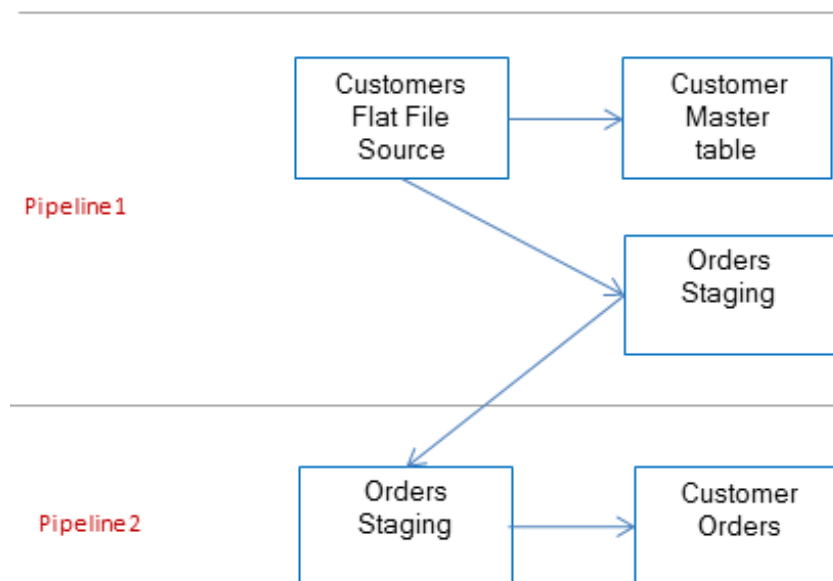 Customers
Flat File
Source
Customer
Master
table
Pipeline1
Orders
Staging
Orders
Staging
Customer
Orders
Pipeline2